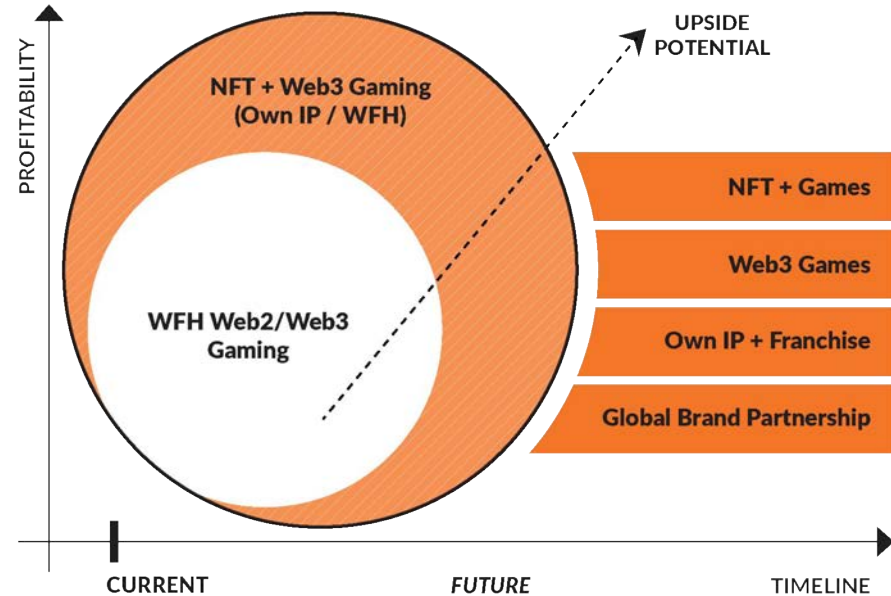 PROFITABILITY
UPSIDE
POTENTIAL
NFT + Web3 Gaming
(Own IP / WFH)
WFH Web2/Web3
Gaming
NFT + Games
Web3 Games
Own IP + Franchise
Global Brand Partnership
CURRENT
FUTURE
TIMELINE